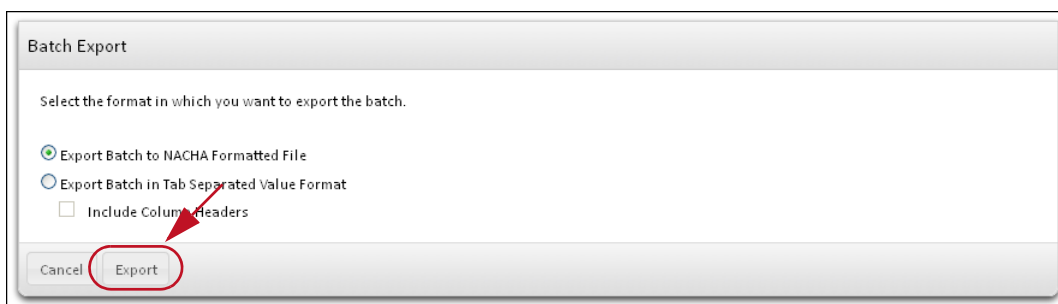 Batch Export
Select the format in which you want to export the batch.
Export Batch to NACHA Formatted File
Export Batch in Tab Separated Value Format
Include Column Headers
Cancel Export